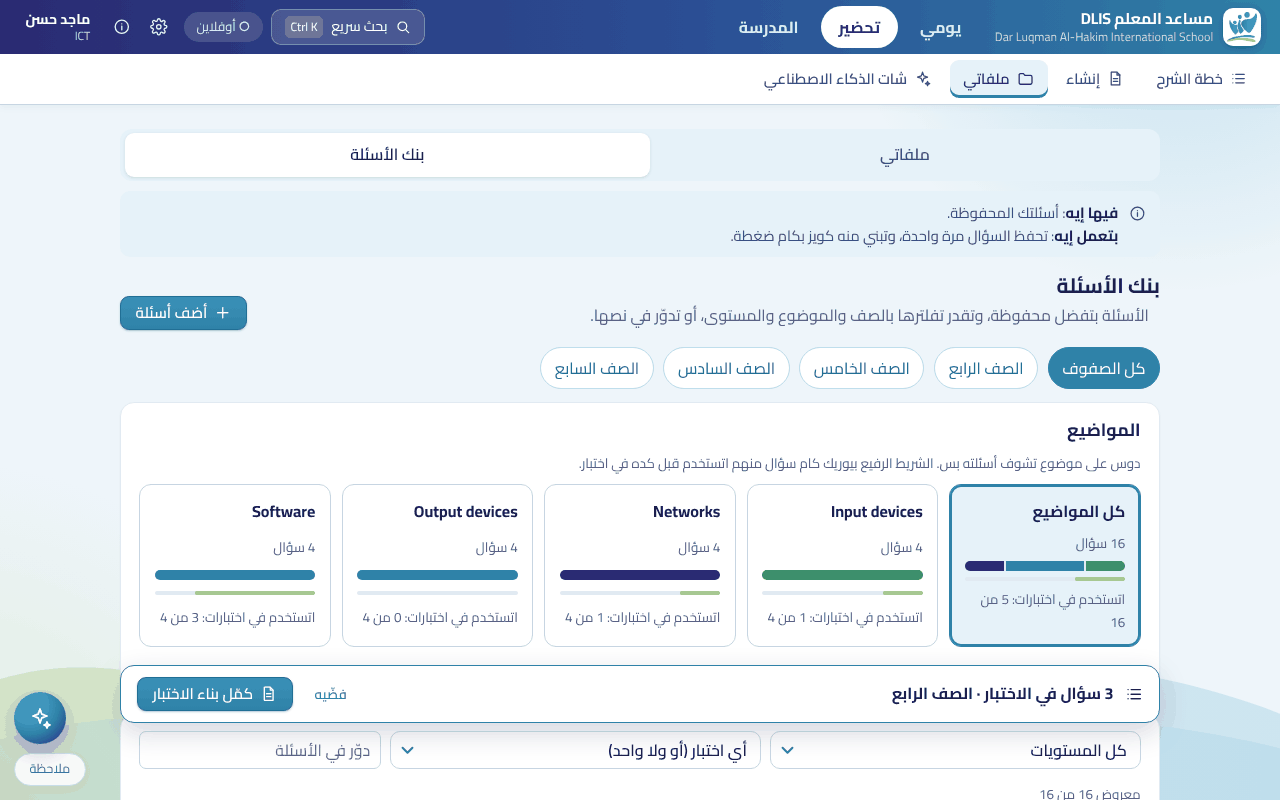 مساعد المعلم DLIS
Dar Luqman Al-Hakim International School
يومي
تحضير
المدرسة
بحث سريع Ctrl K
أوفلاين
ماجد حسن
ICT
خطة الشرح
إنشاء
ملفاتي
شات الذكاء الاصطناعي
ملفاتي
بنك الأسئلة
فيها إيه: أسئلتك المحفوظة.
بتعمل إيه: تحفظ السؤال مرة واحدة، وتبني منه كويز بكام ضغطة.
بنك الأسئلة
الأسئلة بتفضل محفوظة، وتقدر تفلترها بالصف والموضوع والمستوى، أو تدوّر في نصها.
أضف أسئلة
كل الصفوف
الصف الرابع
الصف الخامس
الصف السادس
الصف السابع
المواضيع
دوس على موضوع تشوف أسئلته بس. الشريط الرفيع بيوريك كام سؤال منهم اتستخدم قبل كده في اختبار.
كل المواضيع
16 سؤال
اتستخدم في اختبارات: 5 من
16
Input devices
4 سؤال
اتستخدم في اختبارات: 1 من 4
Networks
4 سؤال
اتستخدم في اختبارات: 1 من 4
Output devices
4 سؤال
اتستخدم في اختبارات: 0 من 4
Software
4 سؤال
اتستخدم في اختبارات: 3 من 4
3 سؤال في الاختبار · الصف الرابع
فضّيه
كمّل بناء الاختبار
كل المستويات
أي اختبار (أو ولا واحد)
دوّر في الأسئلة
معروض 16 من 16
ملاحظة